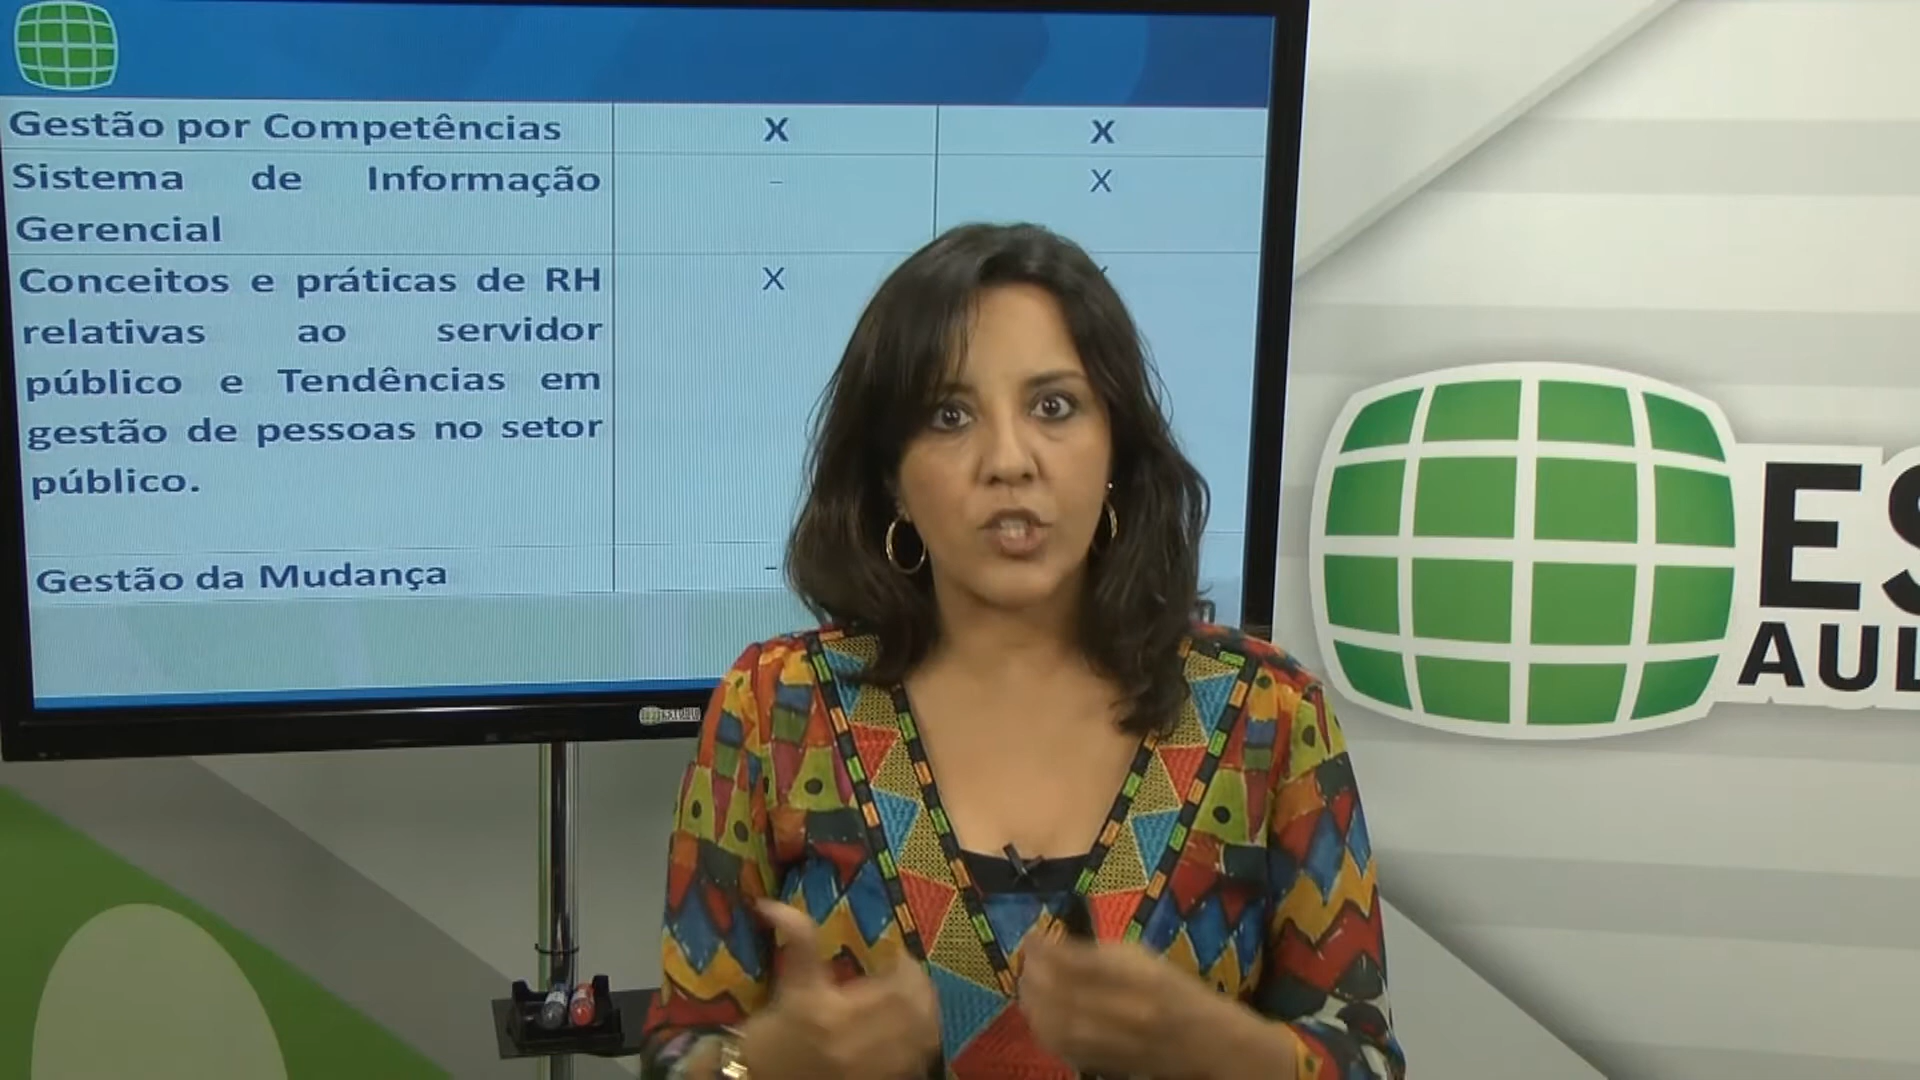 Gestão por Competências X X
Sistema de Informação - X
Gerencial
Conceitos e práticas de RH X
relativas ao servidor
público e Tendências em
gestão de pessoas no setor
público.
Gestão da Mudança -
ES
AUL